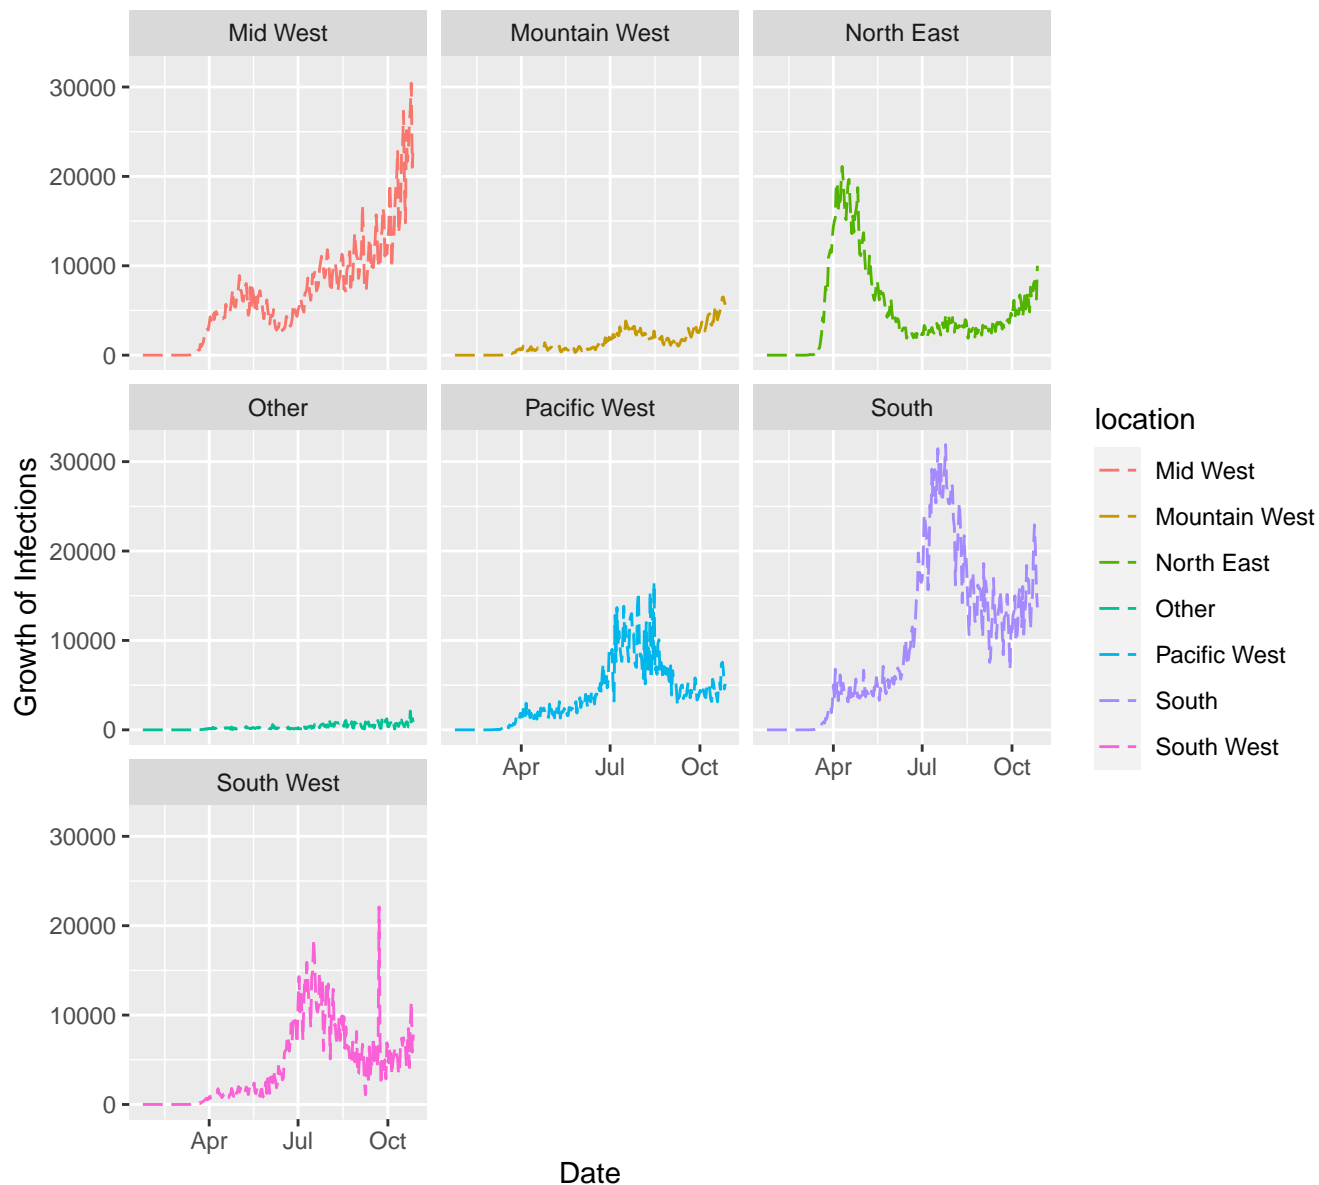 Mid West
Mountain West
North East
30000
20000
10000
0
Other
Pacific West
South
30000
20000
10000
0
Apr
Jul
Oct
Apr
Jul
Oct
South West
30000
20000
10000
0
Apr
Jul
Oct
Growth of Infections
Date
location
Mid West
Mountain West
North East
Other
Pacific West
South
South West